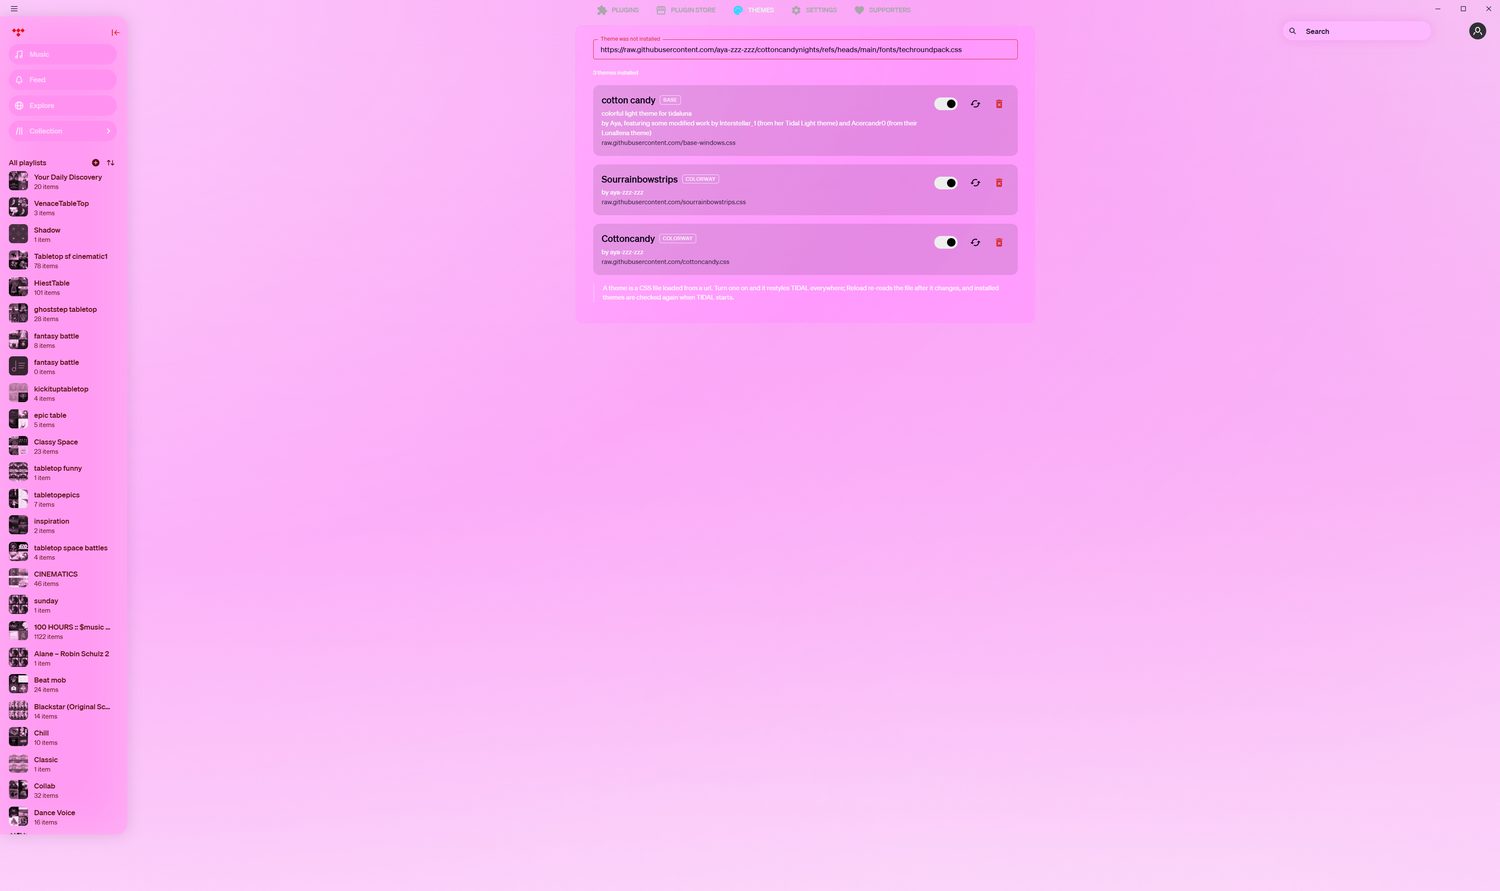 PLUGINS
PLUGIN STORE
THEMES
SETTINGS
SUPPORTERS
Search
Music
Feed
Explore
Collection
All playlists
Your Daily Discovery
20 items
VenaceTableTop
3 items
Shadow
1 item
Tabletop sf cinematic1
78 items
HiestTable
101 items
ghoststep tabletop
28 items
fantasy battle
8 items
fantasy battle
0 items
kickituptabletop
4 items
epic table
5 items
Classy Space
23 items
tabletop funny
1 item
tabletopepics
7 items
inspiration
2 items
tabletop space battles
4 items
CINEMATICS
46 items
sunday
1 item
100 HOURS :: $music ...
1122 items
Alane – Robin Schulz 2
1 item
Beat mob
24 items
Blackstar (Original Sc...
14 items
Chill
10 items
Classic
1 item
Collab
32 items
Dance Voice
16 items
Theme was not installed
https://raw.githubusercontent.com/aya-zzz-zzz/cottoncandynights/refs/heads/main/fonts/techroundpack.css
3 themes installed
cotton candy BASE
colorful light theme for tidaluna
by Aya, featuring some modified work by Interstellar_1 (from her Tidal Light theme) and Acercandr0 (from their
Lunallena theme)
raw.githubusercontent.com/base-windows.css
Sourrainbowstrips COLORWAY
by aya-zzz-zzz
raw.githubusercontent.com/sourrainbowstrips.css
Cottoncandy COLORWAY
by aya-zzz-zzz
raw.githubusercontent.com/cottoncandy.css
A theme is a CSS file loaded from a url. Turn one on and it restyles TIDAL everywhere; Reload re-reads the file after it changes, and installed
themes are checked again when TIDAL starts.